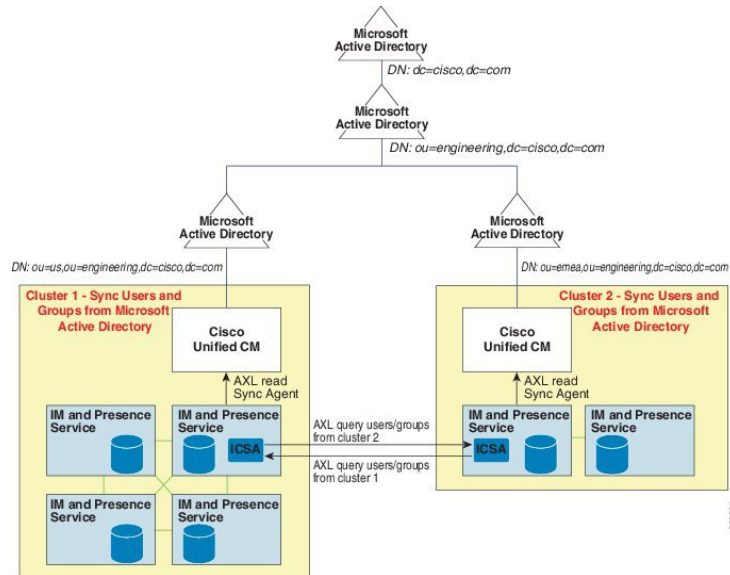 Microsoft
Active Directory
DN: dc=cisco,dc=com
Microsoft
Active Directory
DN: ou=engineering,dc=cisco,dc=com
Microsoft
Active Directory
Microsoft
Active Directory
DN: ou=us,ou=engineering,dc=cisco,dc=com
DN: ou=emea,ou=engineering,dc=cisco,dc=com
Cluster 1 - Sync Users and
Groups from Microsoft
Active Directory
Cisco
Unified CM
AXL read
Sync Agent
IM and Presence
Service
IM and Presence
Service
ICSA
IM and Presence
Service
IM and Presence
Service
AXL query users/groups
from cluster 2
AXL query users/groups
from cluster 1
Cluster 2 - Sync Users and
Groups from Microsoft
Active Directory
Cisco
Unified CM
AXL read
Sync Agent
IM and Presence
Service
ICSA
IM and Presence
Service